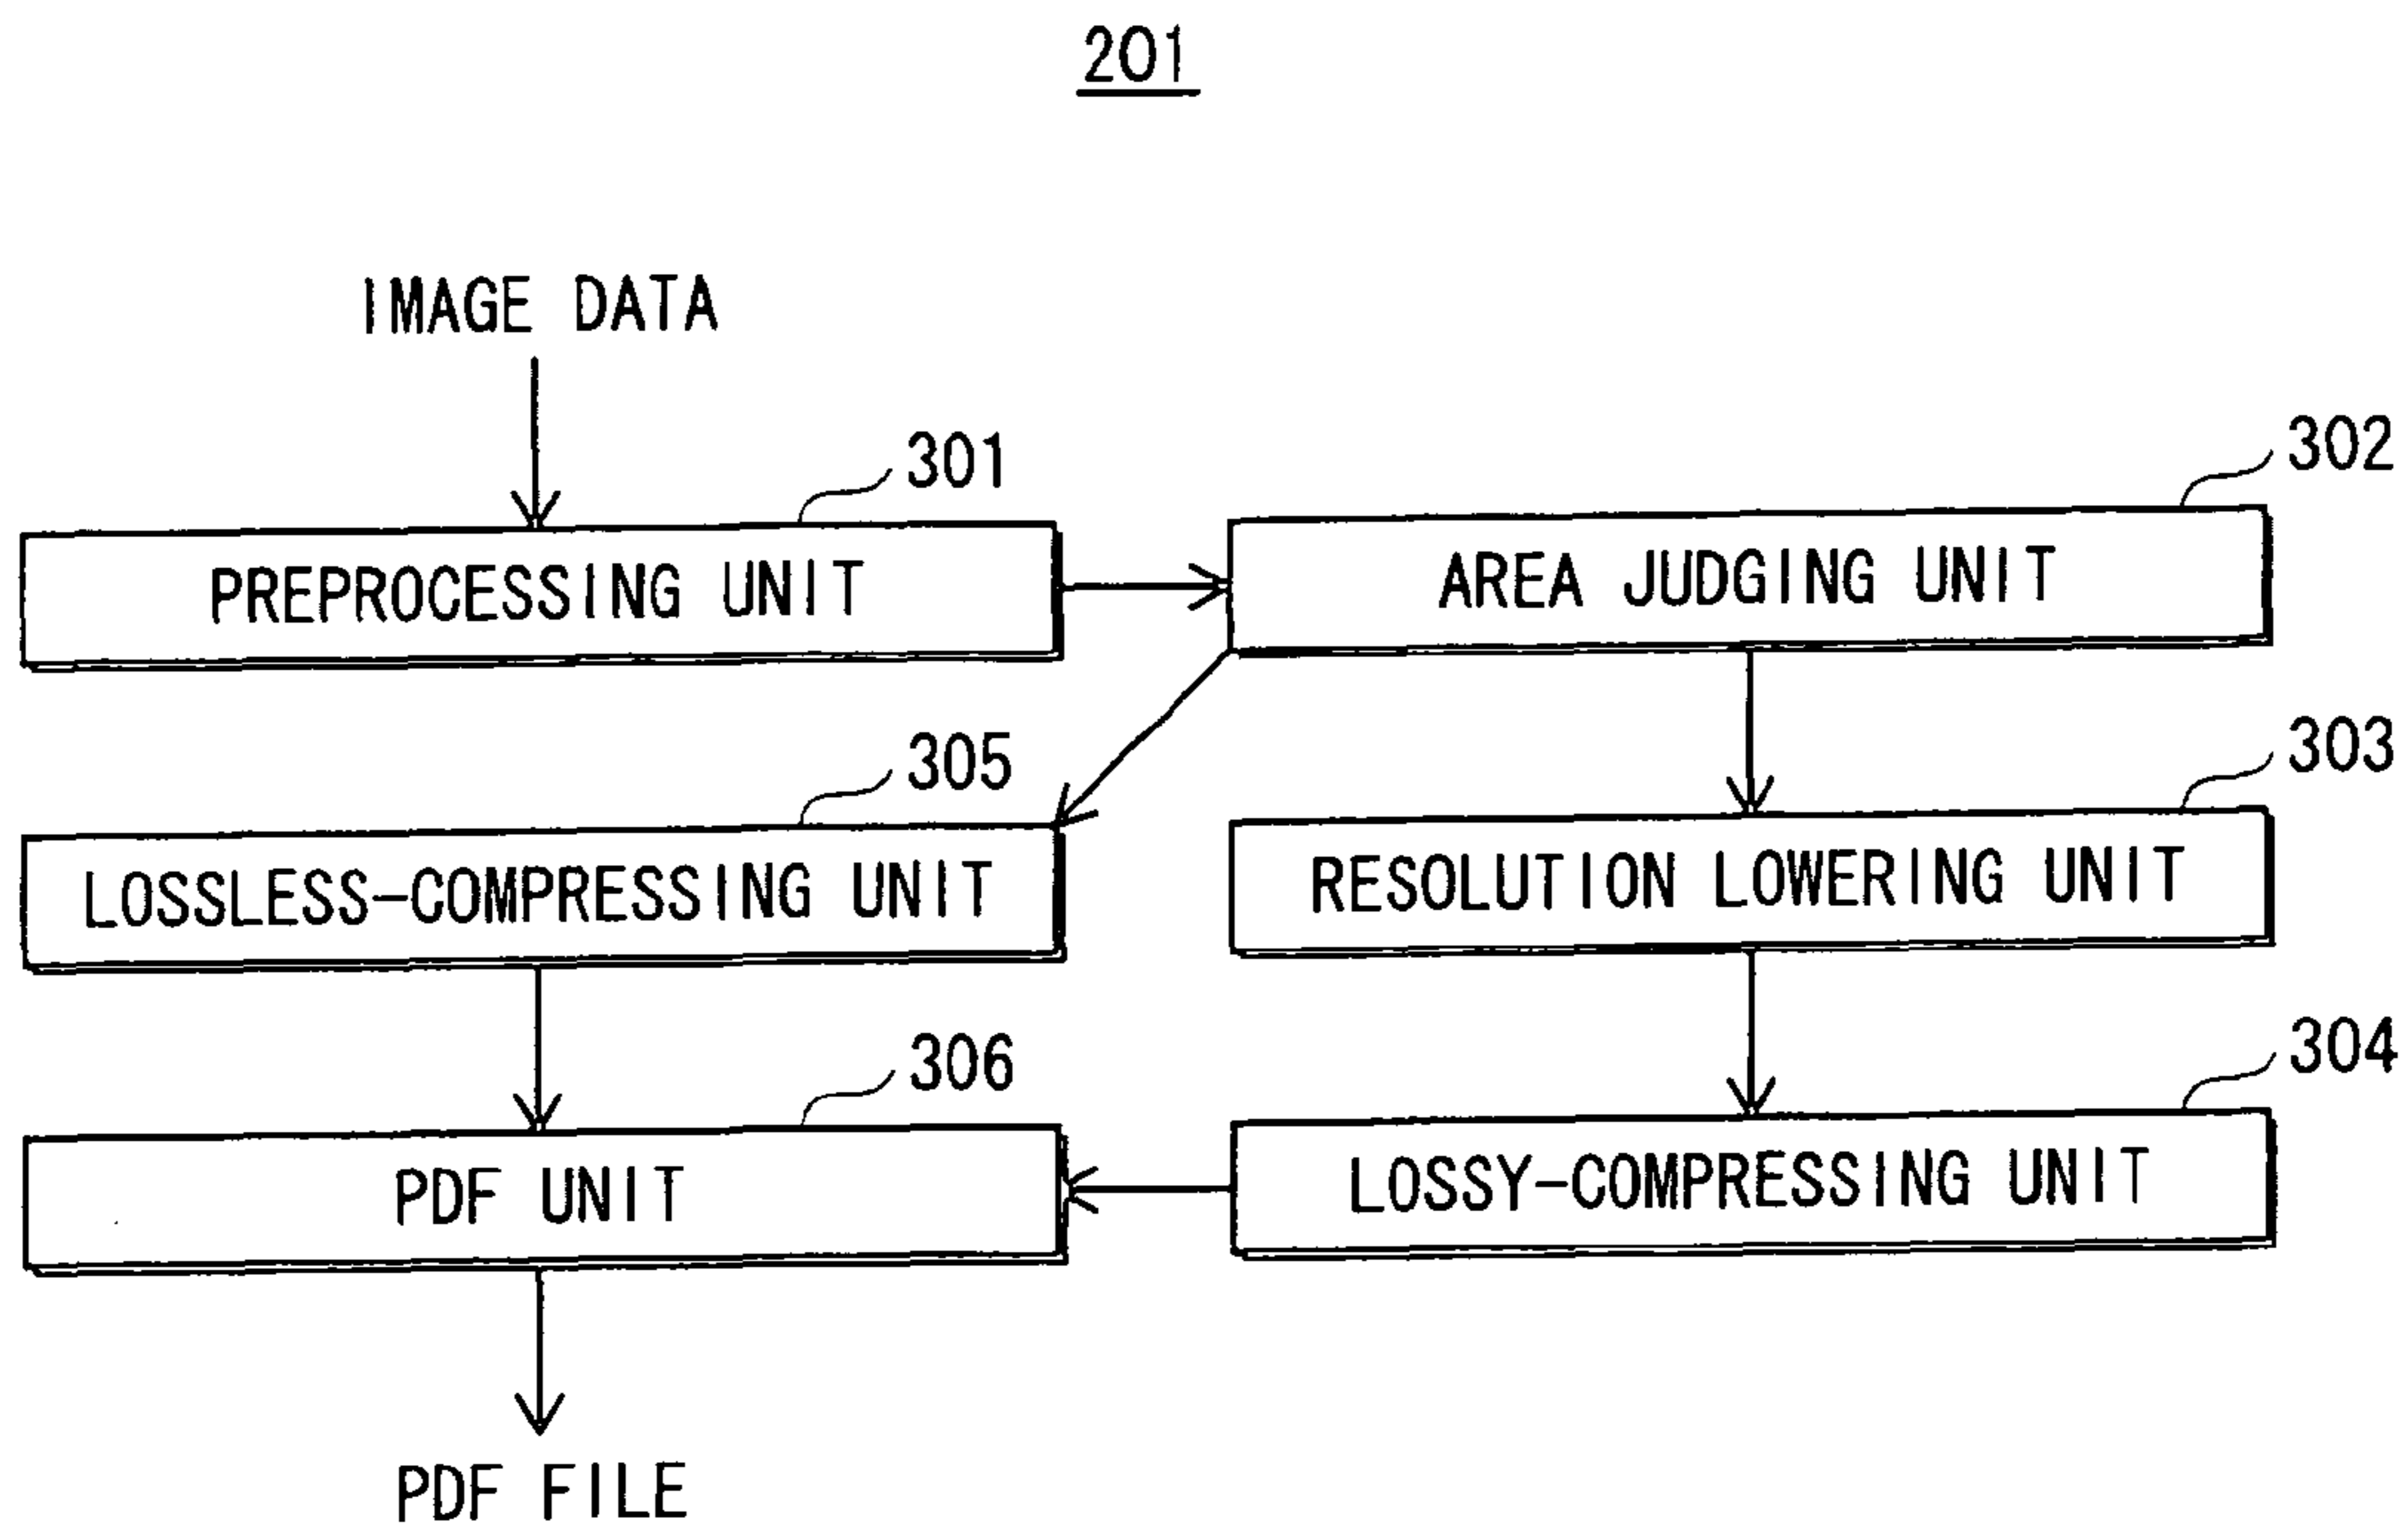 201
IMAGE DATA
301
302
PREPROCESSING UNIT
AREA JUDGING UNIT
305
303
LOSSLESS-COMPRESSING UNIT
RESOLUTION LOWERING UNIT
306
304
PDF UNIT
LOSSY-COMPRESSING UNIT
PDF FILE